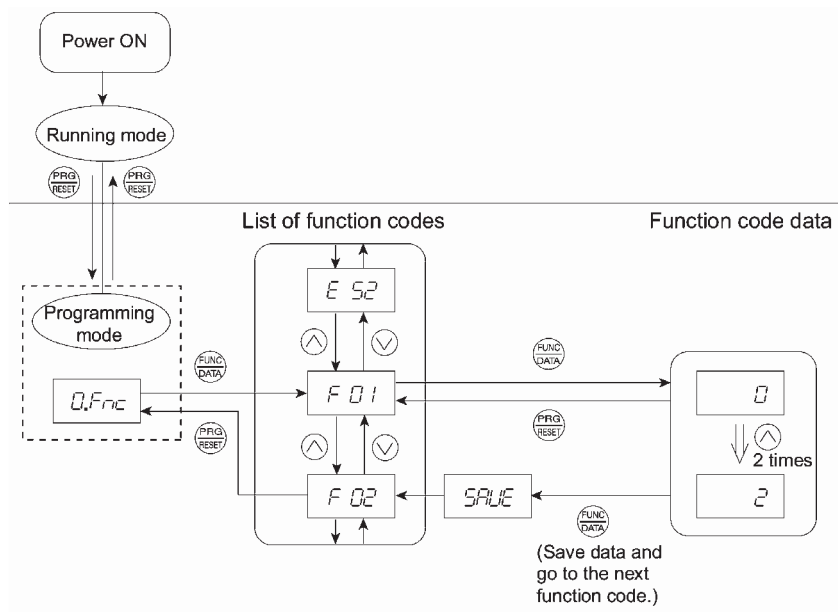 Power ON
Running mode
PRG
RESET
PRG
RESET
List of function codes
Function code data
E 52
Programming
mode
FUNC
DATA
FUNC
DATA
0.Fnc
F 01
0
PRG
RESET
PRG
RESET
2 times
F 02
SAUE
2
FUNC
DATA
(Save data and
go to the next
function code.)